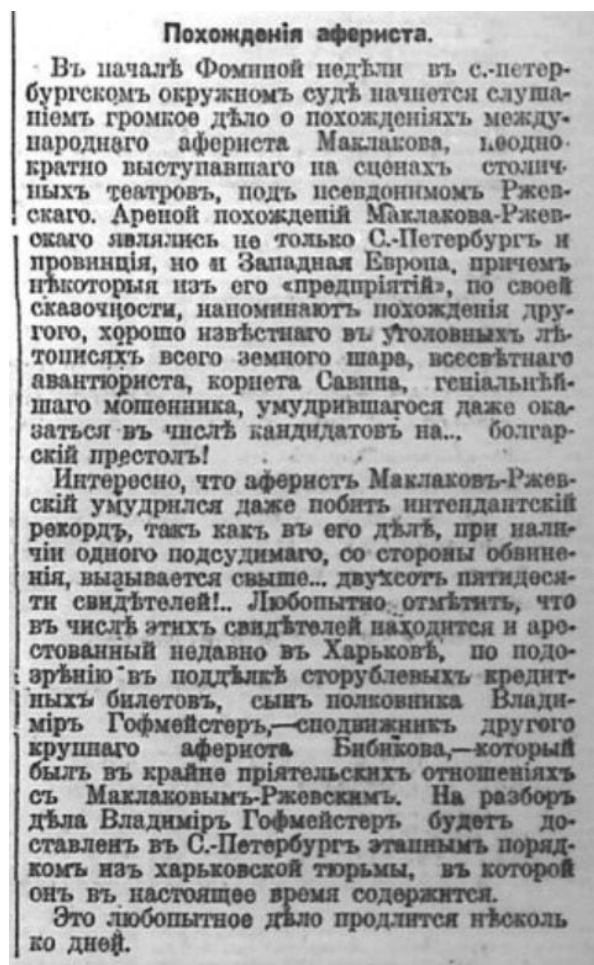 Похожденія афериста.
Въ началѣ Фоминой недѣли въ с.-петер-
бургскомъ окружномъ судѣ начнется слуша-
ніемъ громкое дѣло о похожденіяхъ между-
народнаго афериста Маклакова, неодно
кратно выступавшаго на сценахъ столич-
ныхъ театровъ, подъ псевдонимомъ Ржев-
скаго. Ареной похожденій Маклакова-Ржев-
скаго являлись не только С.-Петербургъ и
провинція, но и Западная Европа, причемъ
нѣкоторыя изъ его «предпріятій», по своей
сказочности, напоминаютъ похожденія дру-
гого, хорошо извѣстнаго въ уголовныхъ лѣ-
тописяхъ всего земного шара, всесвѣтнаго
авантюриста, корнета Савина, геніальнѣй-
шаго мошенника, умудрившагося даже ока-
заться въ числѣ кандидатовъ на... болгар-
скій престолъ!
Интересно, что аферистъ Маклаковъ-Ржев-
скій умудрился даже побить интендантскій
рекордъ, такъ какъ въ его дѣлѣ, при нали-
чіи одного подсудимаго, со стороны обвине-
нія, вызывается свыше... двухсотъ пятидеся-
ти свидѣтелей!.. Любопытно отмѣтить, что
въ числѣ этихъ свидѣтелей находится и аре-
стованный недавно въ Харьковѣ, по подо-
зрѣнію въ поддѣлкѣ сторублевыхъ кредит-
ныхъ билетовъ, сынъ полковника Влади-
міръ Гофмейстеръ,—сподвижникъ другого
крупнаго афериста Бибикова,—который
былъ въ крайне пріятельскихъ отношеніяхъ
съ Маклаковымъ-Ржевскимъ. На разборъ
дѣла Владиміръ Гофмейстеръ будетъ до-
ставленъ въ С.-Петербургъ этапнымъ поряд-
комъ изъ харьковской тюрьмы, въ которой
онъ въ настоящее время содержится.
Это любопытное дѣло продлится нѣсколь
ко дней.